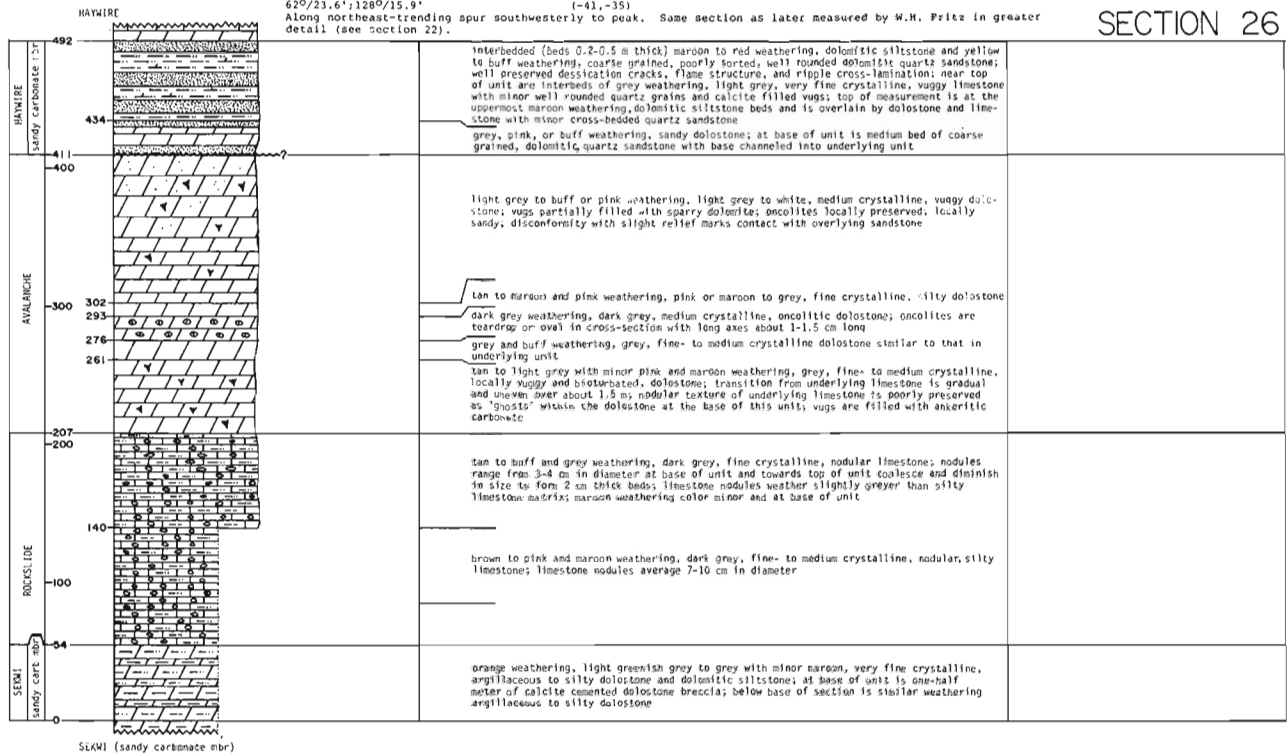 HAYWIRE
62°/23.6';128°/15.9' (-41,-35)
Along northeast-trending spur southwesterly to peak. Same section as later measured by W.H. Fritz in greater
detail (see section 22).
SECTION 26
492
HAYWIRE
sandy carbonate mbr
interbedded (beds 0.2-0.5 m thick) maroon to red weathering, dolomitic siltstone and yellow
to buff weathering, coarse grained, poorly sorted, well rounded dolomitic quartz sandstone;
well preserved dessication cracks, flame structure, and ripple cross-lamination; near top
of unit are interbeds of grey weathering, light grey, very fine crystalline, vuggy limestone
with minor well rounded quartz grains and calcite filled vugs; top of measurement is at the
uppermost maroon weathering, dolomitic siltstone beds and is overlain by dolostone and lime-
stone with minor cross-bedded quartz sandstone
434
grey, pink, or buff weathering, sandy dolostone; at base of unit is medium bed of coarse
grained, dolomitic, quartz sandstone with base channeled into underlying unit
411
?
400
AVALANCHE
light grey to buff or pink weathering, light grey to white, medium crystalline, vuggy dolo-
stone; vugs partially filled with sparry dolomite; oncolites locally preserved, locally
sandy; disconformity with slight relief marks contact with overlying sandstone
300
302
tan to maroon and pink weathering, pink or maroon to grey, fine crystalline, silty dolostone
293
dark grey weathering, dark grey, medium crystalline, oncolitic dolostone; oncolites are
teardrop or oval in cross-section with long axes about 1-1.5 cm long
276
grey and buff weathering, grey, fine- to medium crystalline dolostone similar to that in
underlying unit
261
tan to light grey with minor pink and maroon weathering, grey, fine- to medium crystalline,
locally vuggy and bioturbated, dolostone; transition from underlying limestone is gradual
and uneven over about 1.5 m; nodular texture of underlying limestone is poorly preserved
as 'ghosts' within the dolostone at the base of this unit; vugs are filled with ankeritic
carbonate
207
200
ROCKSLIDE
tan to buff and grey weathering, dark grey, fine crystalline, nodular limestone; nodules
range from 3-4 cm in diameter at base of unit and towards top of unit coalesce and diminish
in size to form 2 cm thick beds; limestone nodules weather slightly greyer than silty
limestone matrix; maroon weathering color minor and at base of unit
140
brown to pink and maroon weathering, dark grey, fine- to medium crystalline, nodular, silty
limestone; limestone nodules average 7-10 cm in diameter
100
54
SEKWI
sandy carb mbr
orange weathering, light greenish grey to grey with minor maroon, very fine crystalline,
argillaceous to silty dolostone and dolomitic siltstone; at base of unit is one-half
meter of calcite cemented dolostone breccia; below base of section is similar weathering
argillaceous to silty dolostone
0
SEKWI (sandy carbonate mbr)